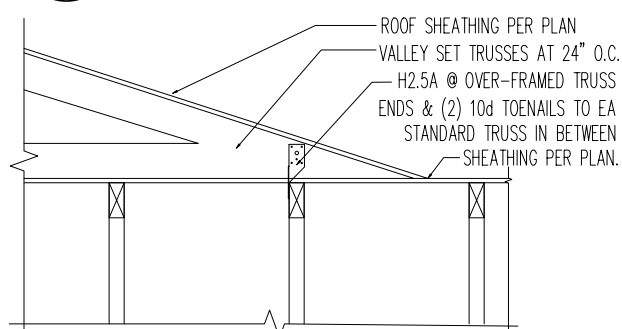 ROOF SHEATHING PER PLAN
VALLEY SET TRUSSES AT 24" O.C.
H2.5A @ OVER-FRAMED TRUSS
ENDS & (2) 10d TOENAILS TO EA
STANDARD TRUSS IN BETWEEN
SHEATHING PER PLAN.